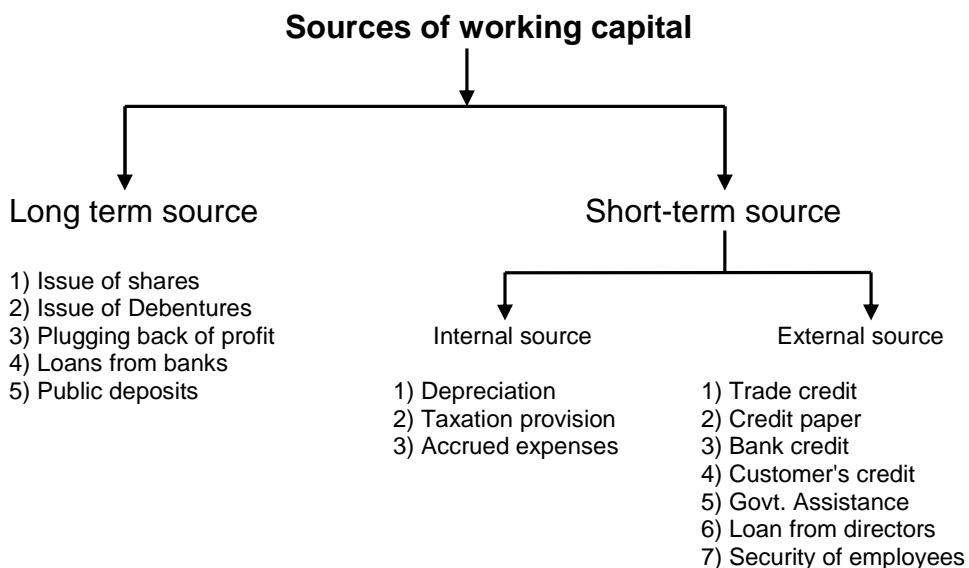 Sources of working capital
Long term source
1) Issue of shares
2) Issue of Debentures
3) Plugging back of profit
4) Loans from banks
5) Public deposits
Short-term source
Internal source
1) Depreciation
2) Taxation provision
3) Accrued expenses
External source
1) Trade credit
2) Credit paper
3) Bank credit
4) Customer's credit
5) Govt. Assistance
6) Loan from directors
7) Security of employees